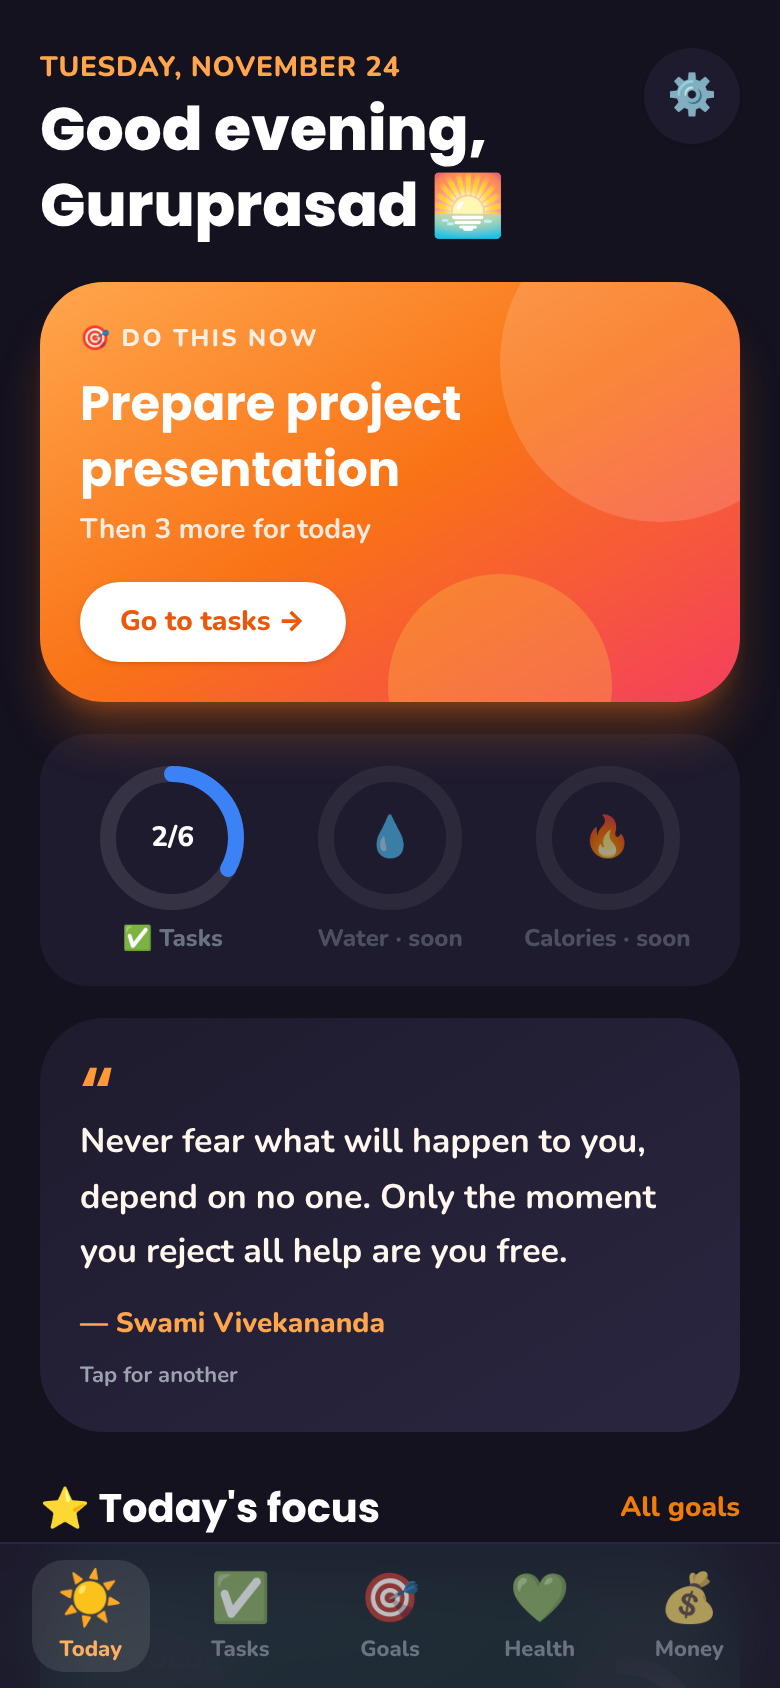 TUESDAY, NOVEMBER 24
Good evening,
Guruprasad 🌅
⚙️
🎯 DO THIS NOW
Prepare project
presentation
Then 3 more for today
Go to tasks →
2/6
✅ Tasks
Water · soon
Calories · soon
“
Never fear what will happen to you,
depend on no one. Only the moment
you reject all help are you free.
— Swami Vivekananda
Tap for another
⭐ Today's focus
All goals
Today
Tasks
Goals
Health
Money